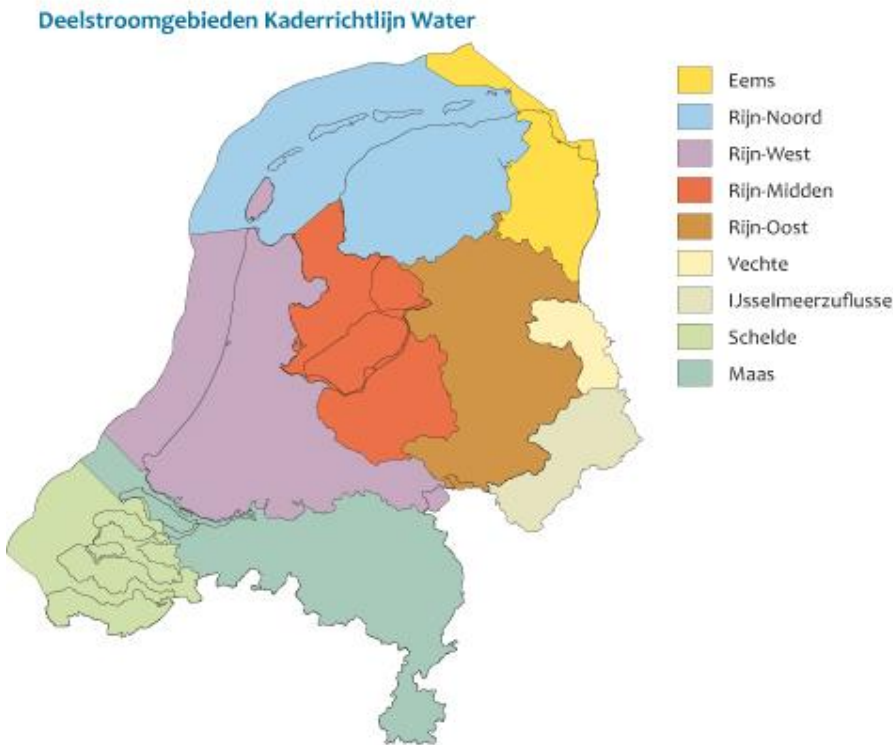 Deelstroomgebieden Kaderrichtlijn Water
Eems
Rijn-Noord
Rijn-West
Rijn-Midden
Rijn-Oost
Vechte
IJsselmeerzuflusse
Schelde
Maas